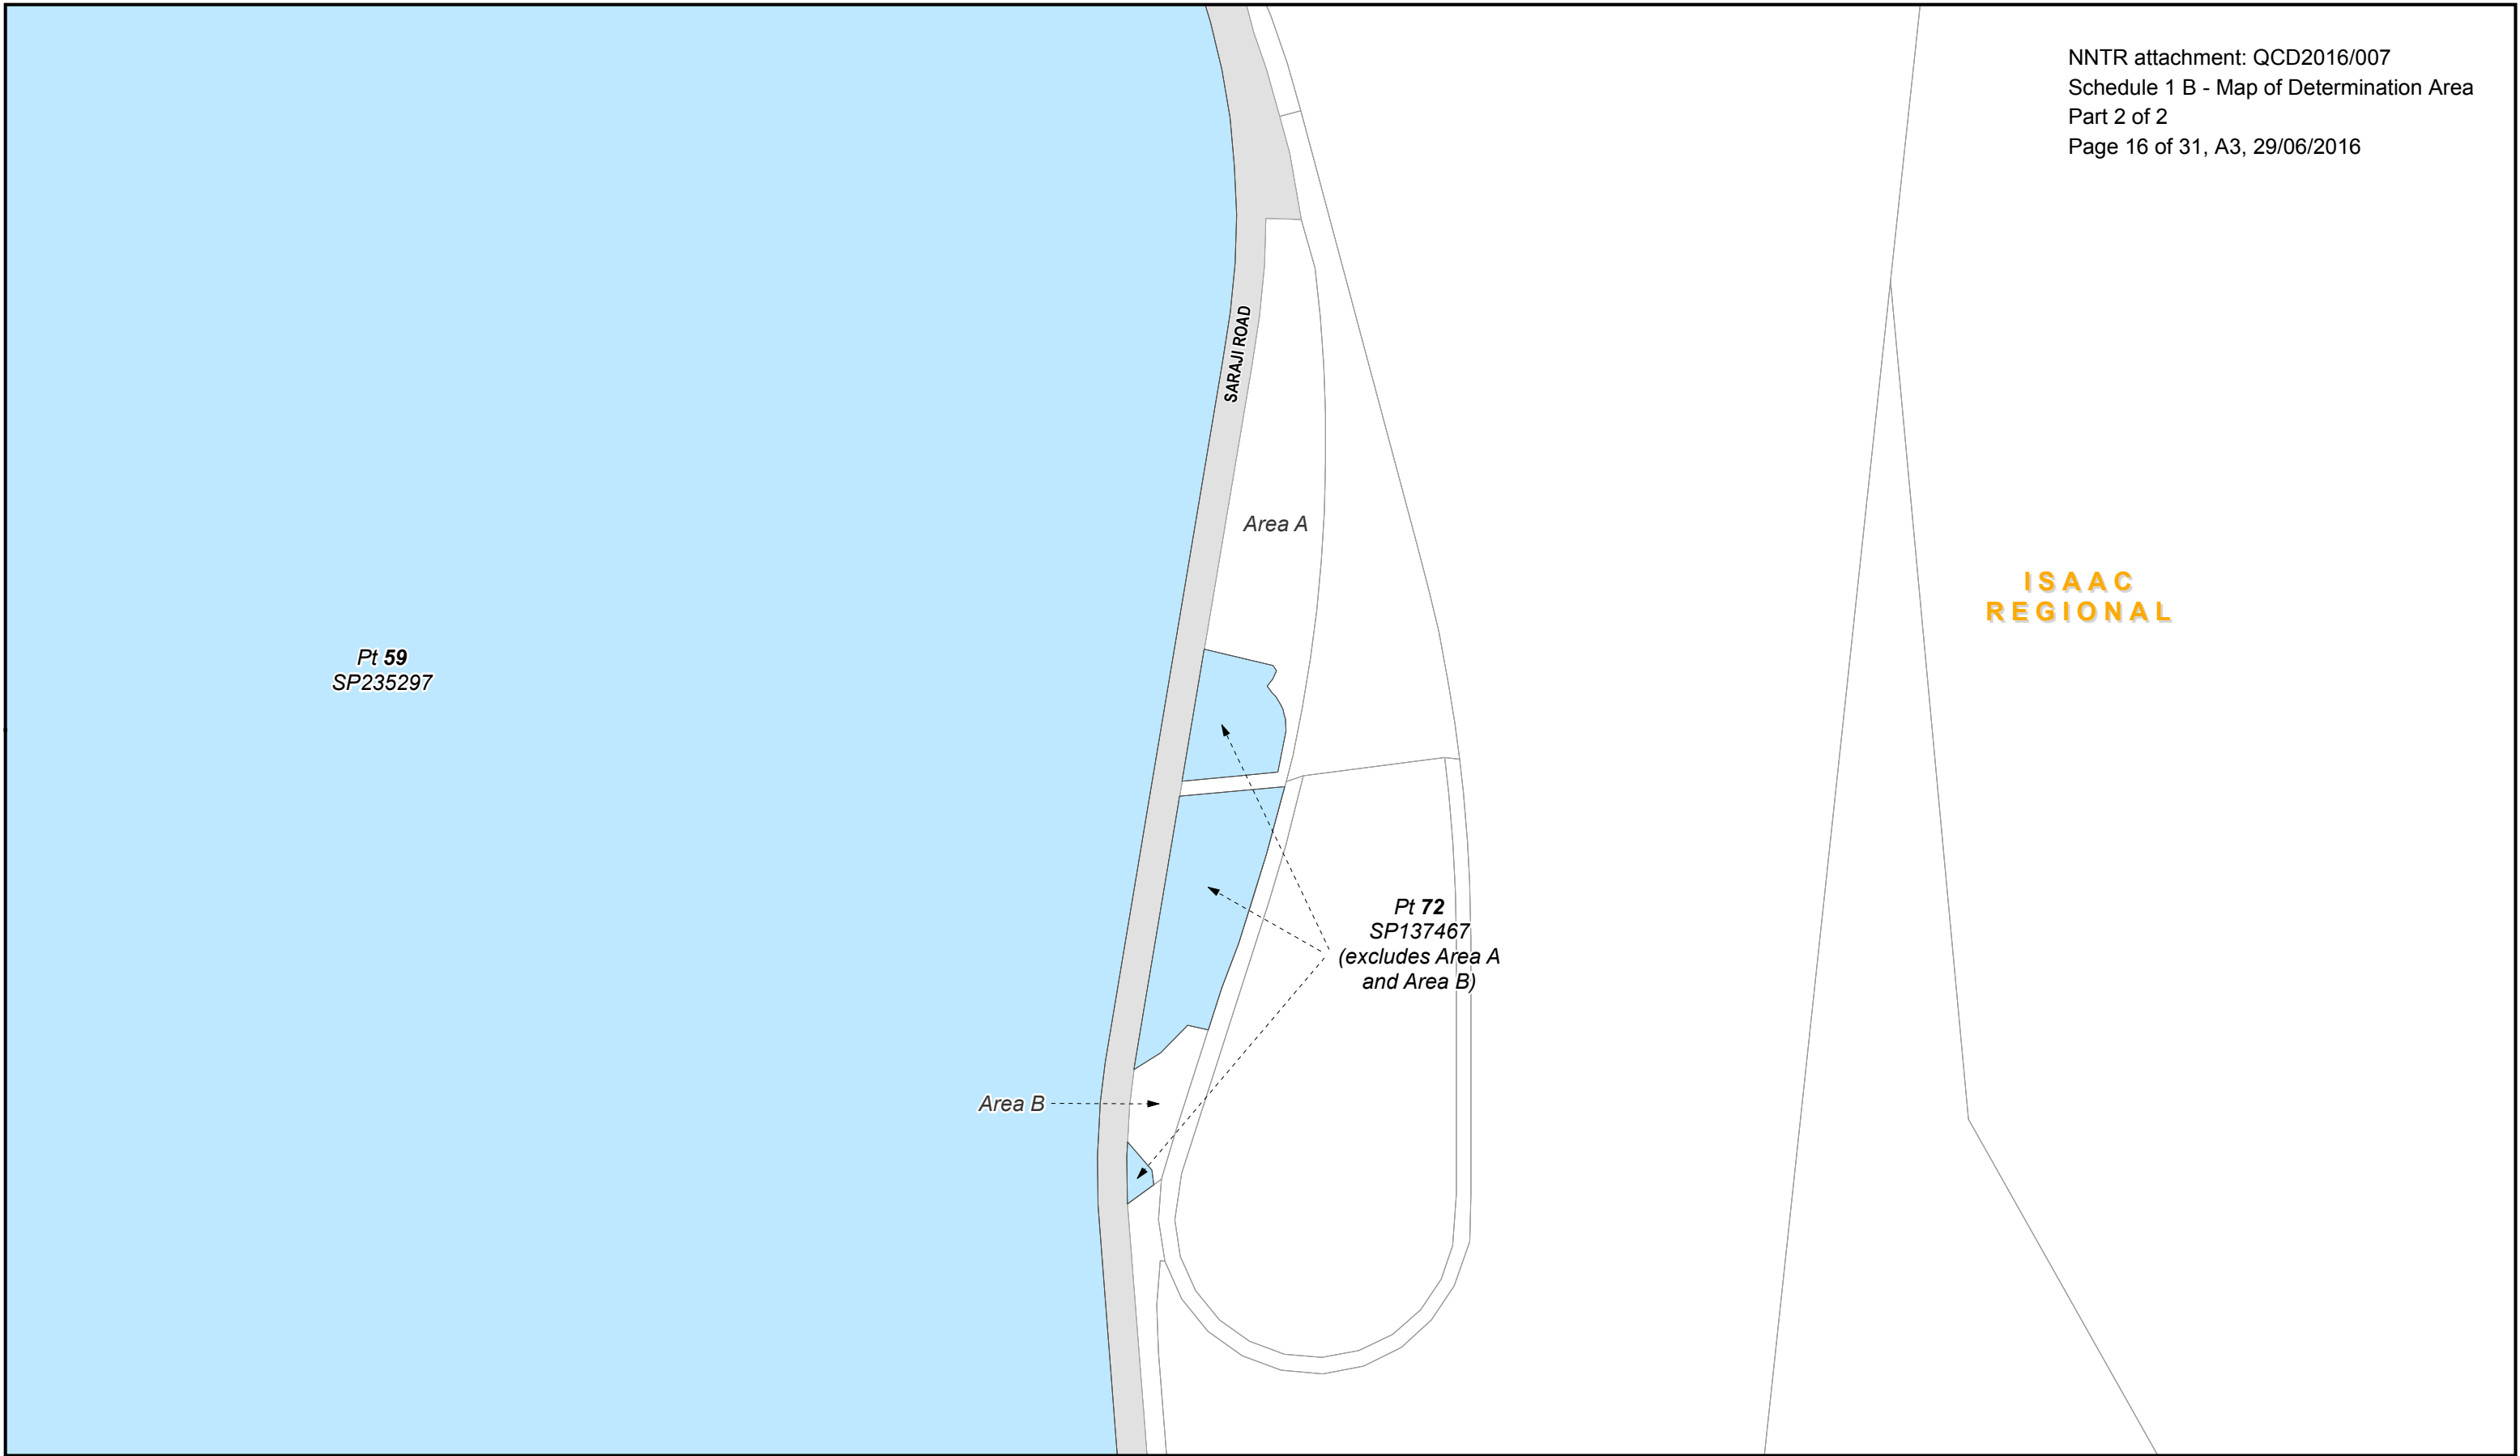 NNTR attachment: QCD2016/007
Schedule 1 B - Map of Determination Area
Part 2 of 2
Page 16 of 31, A3, 29/06/2016
SARAJI ROAD
Area A
ISAAC
REGIONAL
Pt 59
SP235297
Pt 72
SP137467
(excludes Area A
and Area B)
Area B